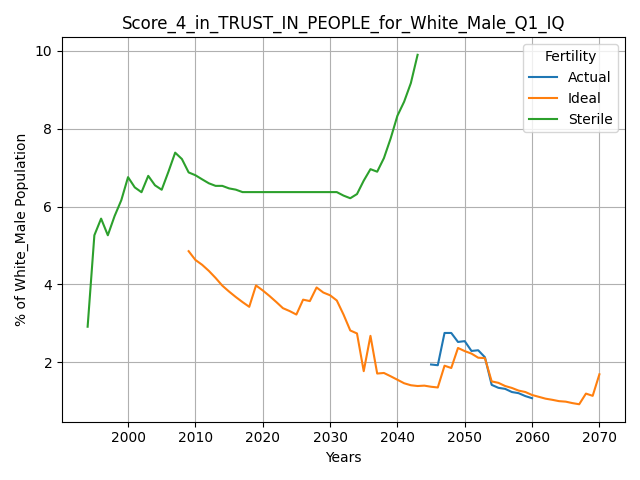 Score_4_in_TRUST_IN_PEOPLE_for_White_Male_Q1_IQ
Fertility
Actual
Ideal
Sterile
% of White_Male Population
10
8
6
4
2
2000 2010 2020 2030 2040 2050 2060 2070
Years